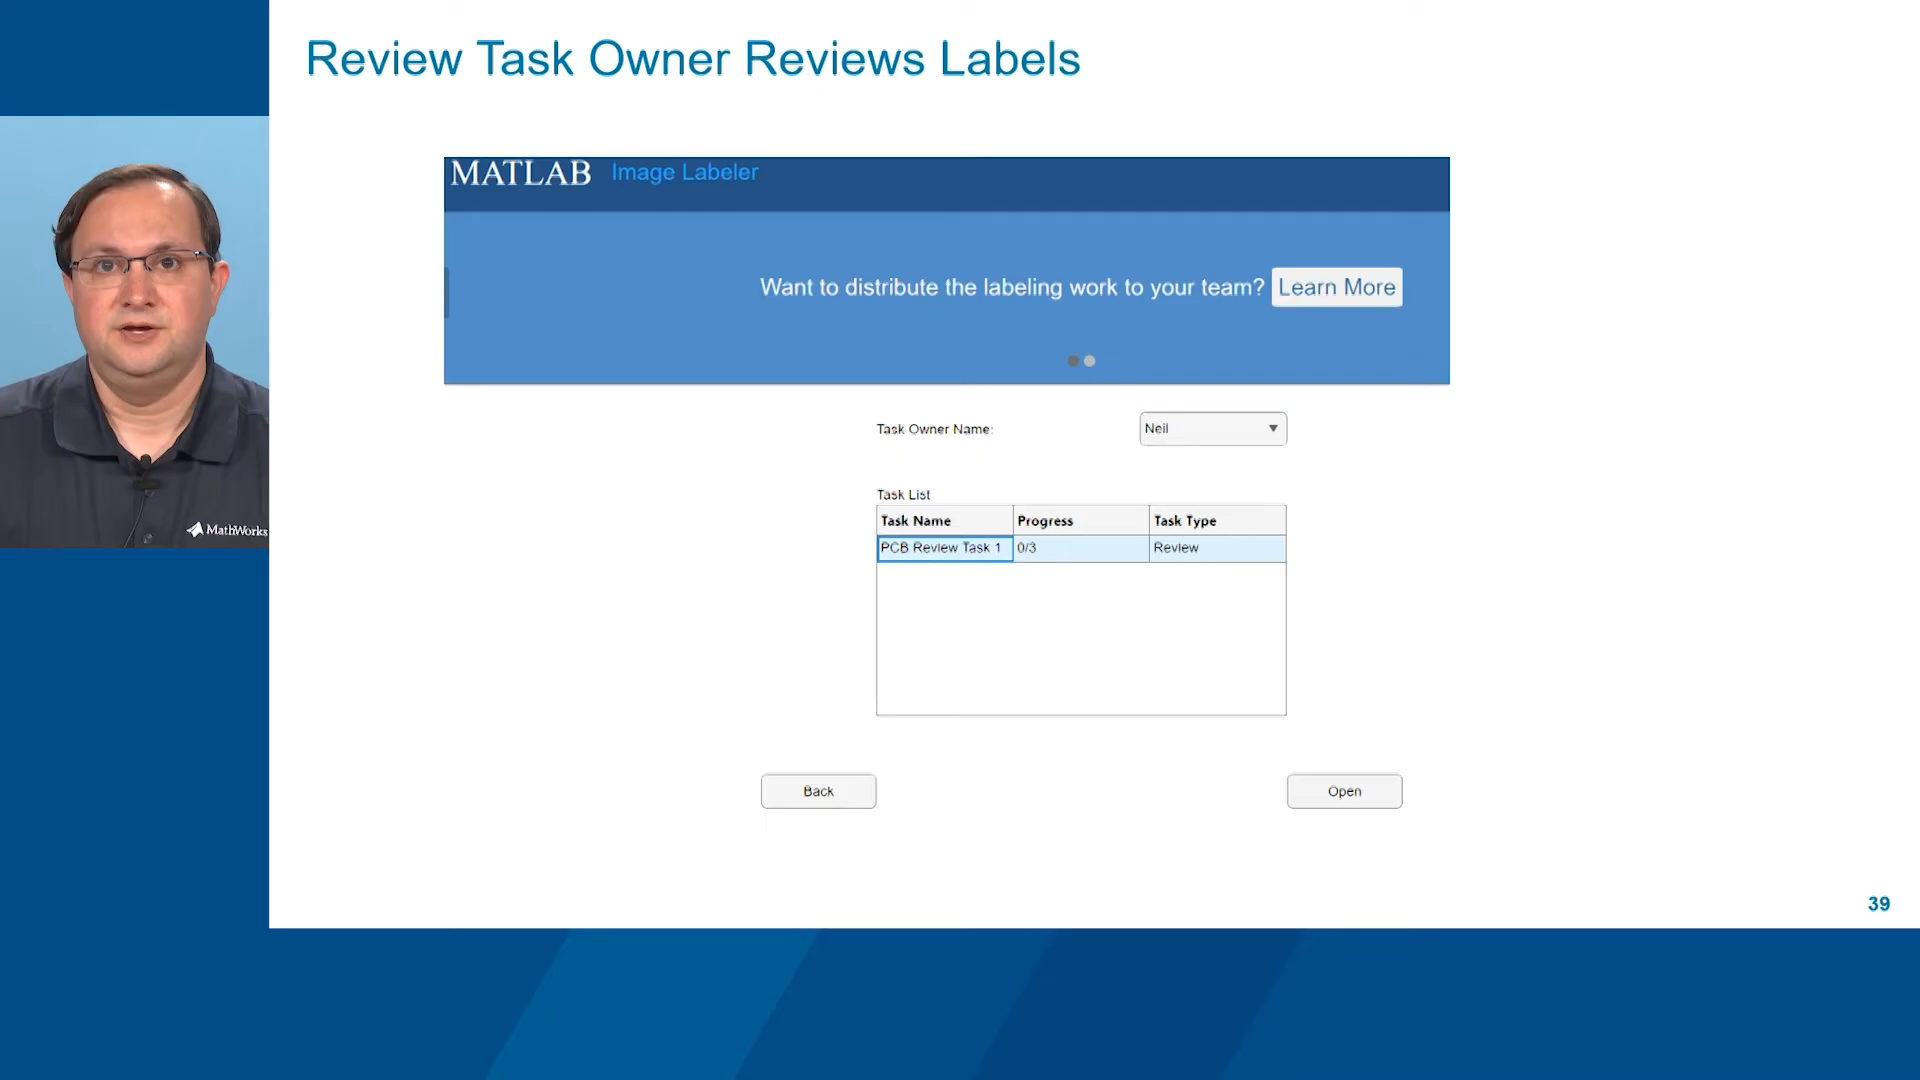 Review Task Owner Reviews Labels
MATLAB Image Labeler
Want to distribute the labeling work to your team? Learn More
Task Owner Name: Neil
Task List
Task Name Progress Task Type
PCB Review Task 1 0/3 Review
Back Open
MathWorks
39